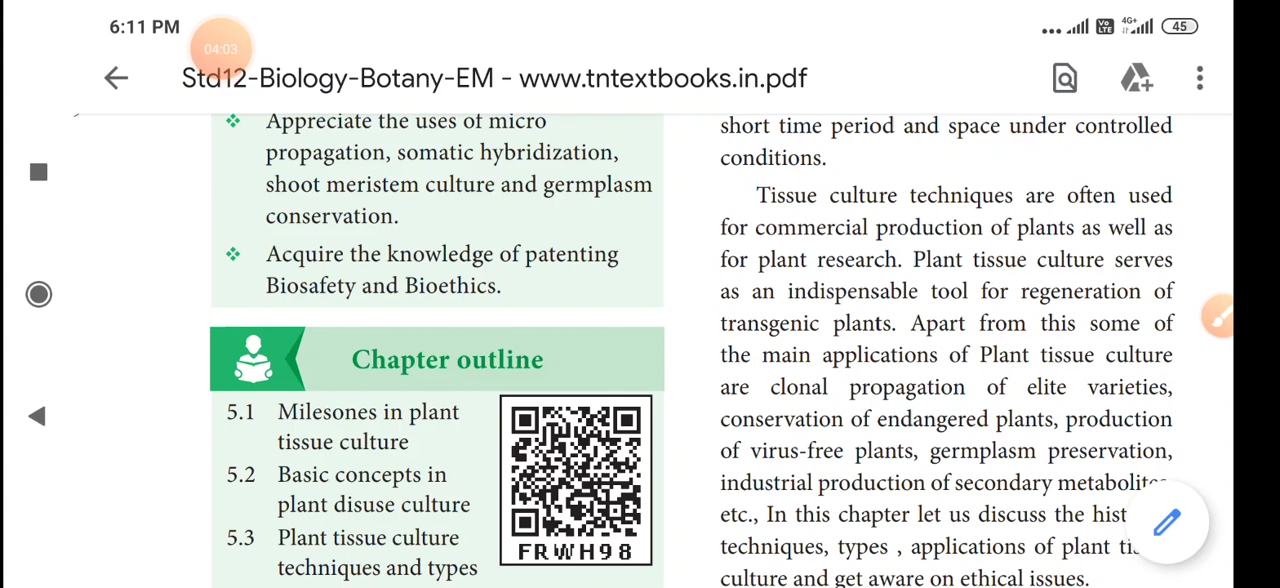 6:11 PM
04:03
4G+
Vo
LTE
45
Std12-Biology-Botany-EM - www.tntextbooks.in.pdf
Appreciate the uses of micro
propagation, somatic hybridization,
shoot meristem culture and germplasm
conservation.
Acquire the knowledge of patenting
Biosafety and Bioethics.
Chapter outline
5.1 Milesones in plant
tissue culture
5.2 Basic concepts in
plant disuse culture
5.3 Plant tissue culture
techniques and types
FRWH98
short time period and space under controlled
conditions.
Tissue culture techniques are often used
for commercial production of plants as well as
for plant research. Plant tissue culture serves
as an indispensable tool for regeneration of
transgenic plants. Apart from this some of
the main applications of Plant tissue culture
are clonal propagation of elite varieties,
conservation of endangered plants, production
of virus-free plants, germplasm preservation,
industrial production of secondary metabolites
etc., In this chapter let us discuss the
techniques, types , applications of plant
culture and get aware on ethical issues.